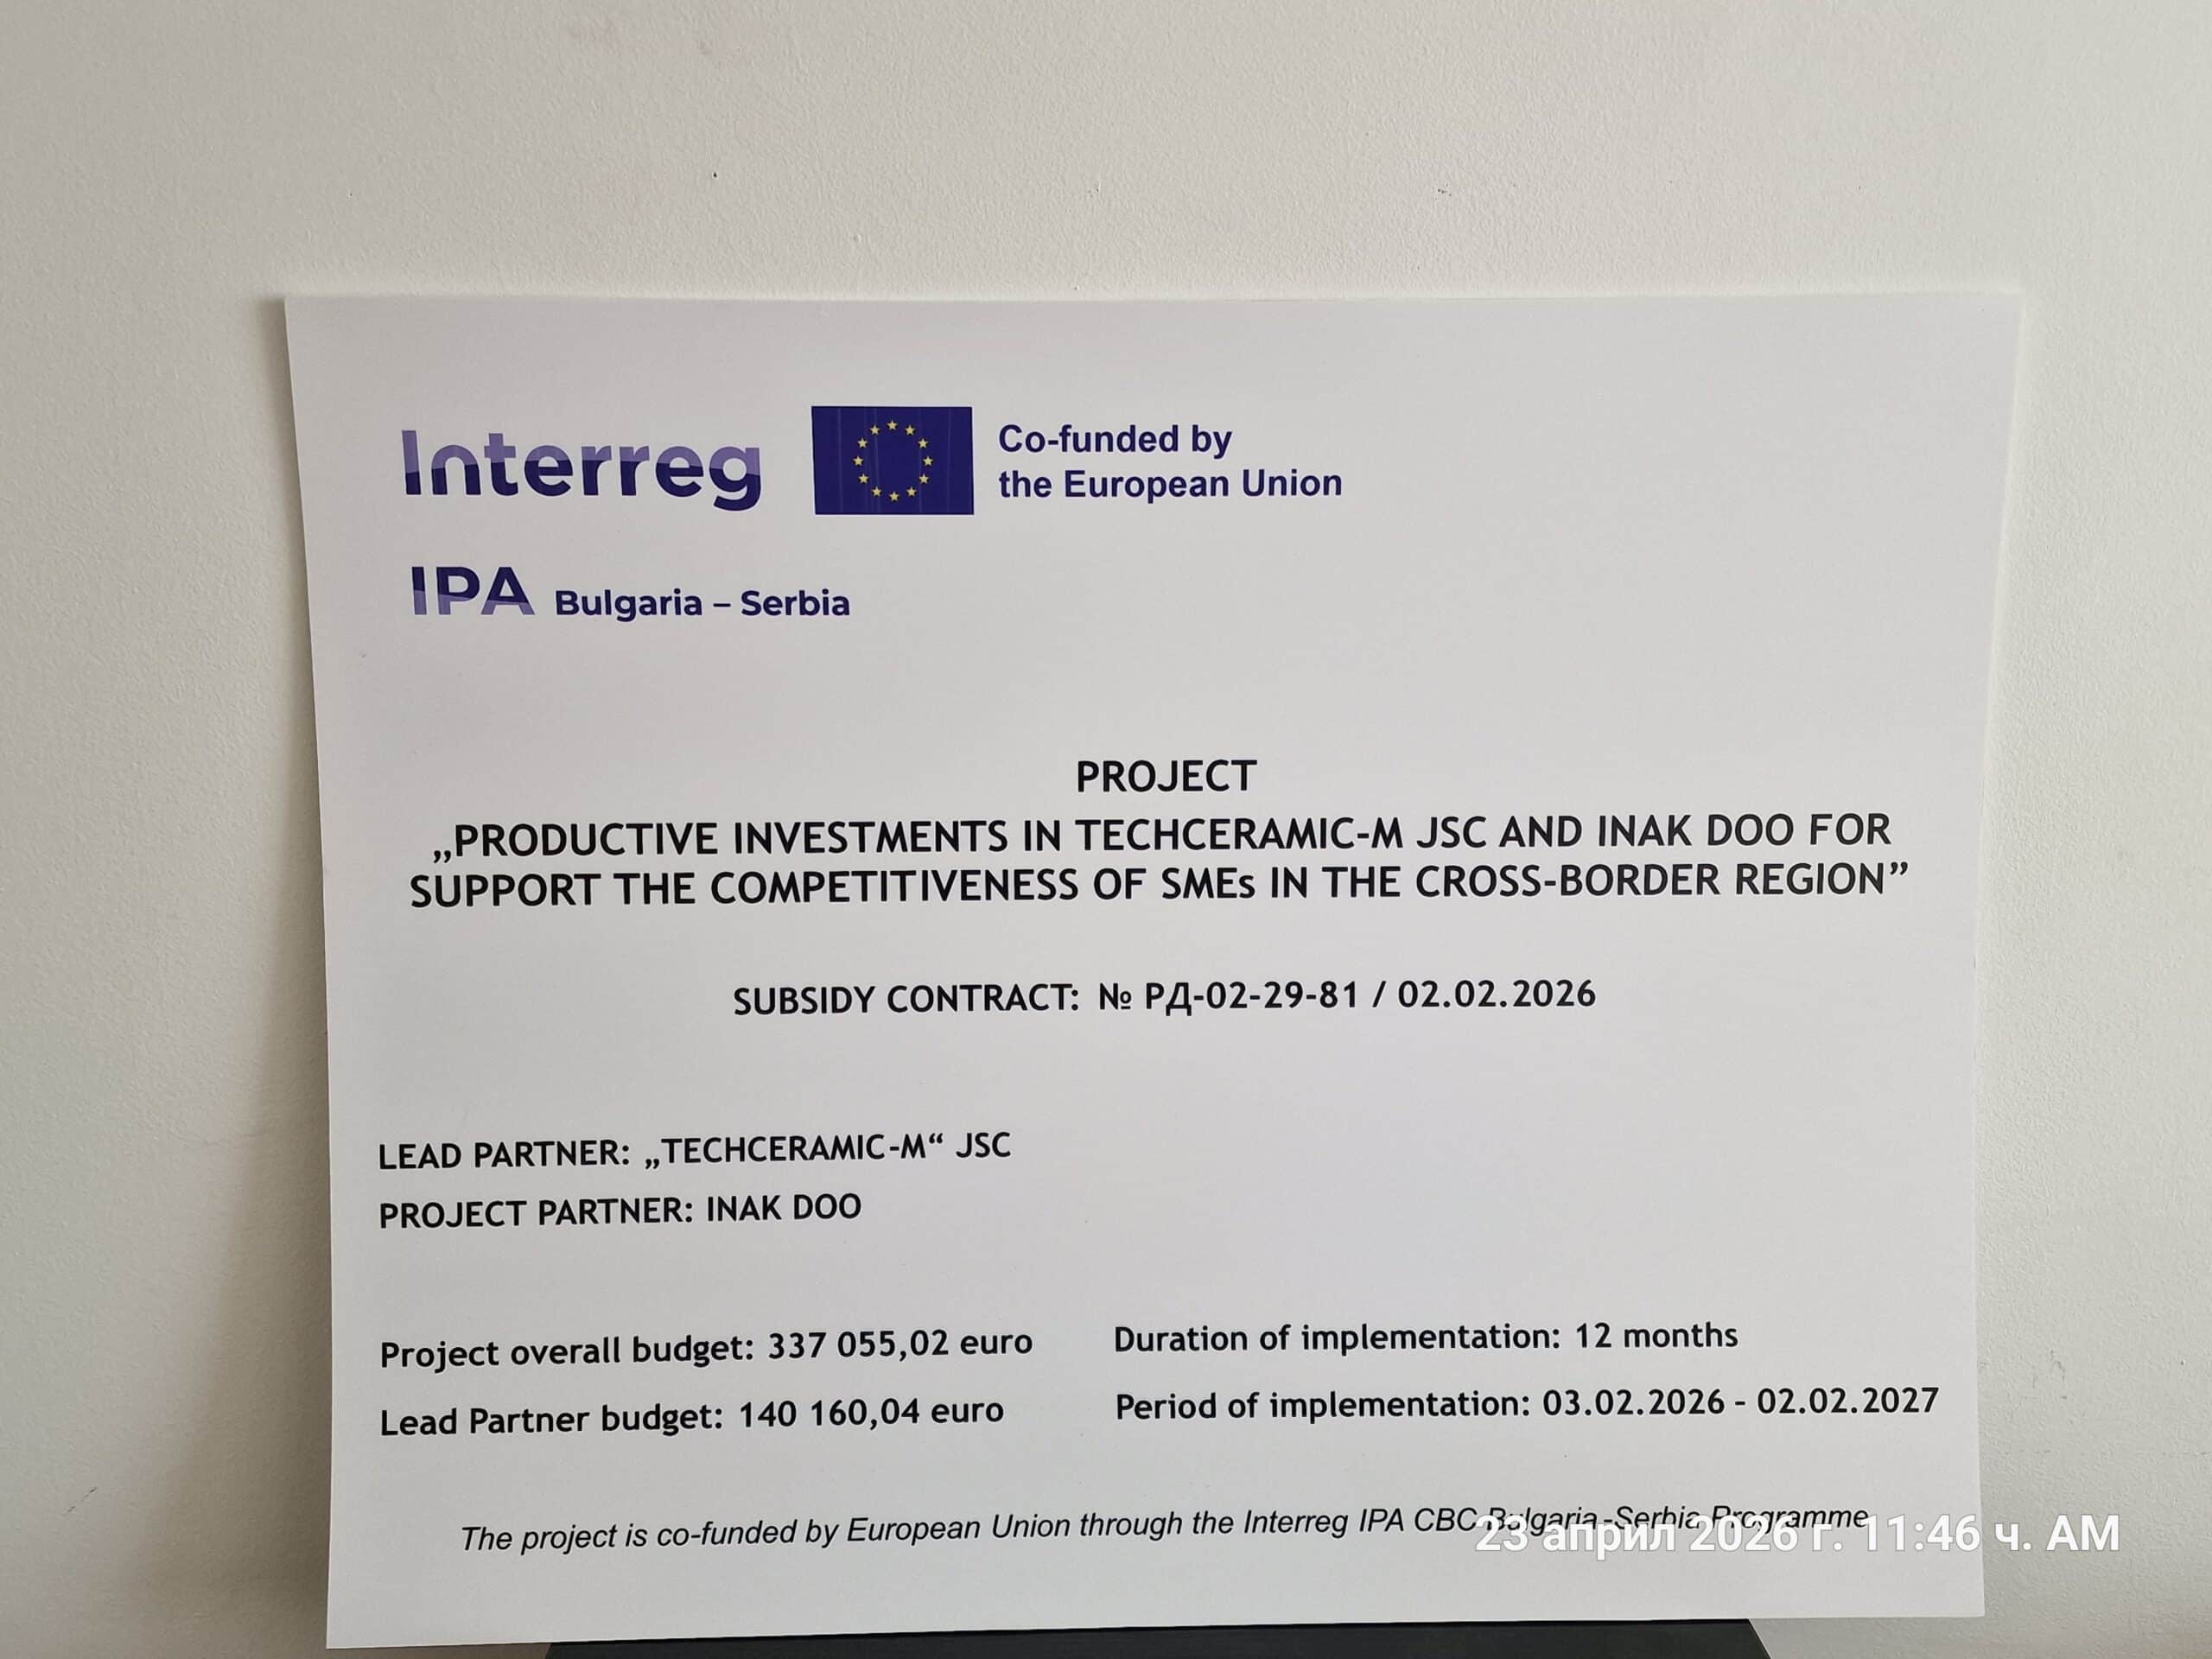 Interreg
Co-funded by
the European Union
IPA Bulgaria – Serbia
PROJECT
„PRODUCTIVE INVESTMENTS IN TECHCERAMIC-M JSC AND INAK DOO FOR
SUPPORT THE COMPETITIVENESS OF SMEs IN THE CROSS-BORDER REGION”
SUBSIDY CONTRACT: № РД-02-29-81 / 02.02.2026
LEAD PARTNER: „TECHCERAMIC-M“ JSC
PROJECT PARTNER: INAK DOO
Project overall budget: 337 055,02 euro
Duration of implementation: 12 months
Lead Partner budget: 140 160,04 euro
Period of implementation: 03.02.2026 - 02.02.2027
The project is co-funded by European Union through the Interreg IPA CBC Bulgaria-Serbia Programme
23 април 2026 г. 11:46 ч. AM